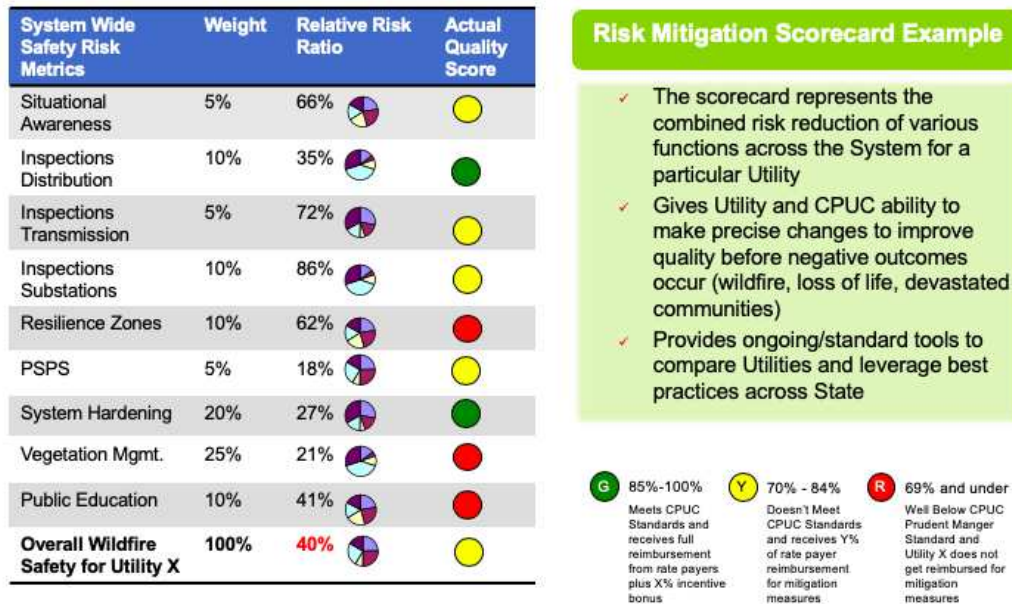 System Wide Safety Risk Metrics	Weight	Relative Risk Ratio	Actual Quality Score
Situational Awareness	5%	66%
Inspections Distribution	10%	35%
Inspections Transmission	5%	72%
Inspections Substations	10%	86%
Resilience Zones	10%	62%
PSPS	5%	18%
System Hardening	20%	27%
Vegetation Mgmt.	25%	21%
Public Education	10%	41%
Overall Wildfire Safety for Utility X	100%	40%
Risk Mitigation Scorecard Example
✓ The scorecard represents the
combined risk reduction of various
functions across the System for a
particular Utility
✓ Gives Utility and CPUC ability to
make precise changes to improve
quality before negative outcomes
occur (wildfire, loss of life, devastated
communities)
✓ Provides ongoing/standard tools to
compare Utilities and leverage best
practices across State
G 85%-100%
Meets CPUC
Standards and
receives full
reimbursement
from rate payers
plus X% incentive
bonus
Y 70% - 84%
Doesn't Meet
CPUC Standards
and receives Y%
of rate payer
reimbursement
for mitigation
measures
R 69% and under
Well Below CPUC
Prudent Manger
Standard and
Utility X does not
get reimbursed for
mitigation
measures